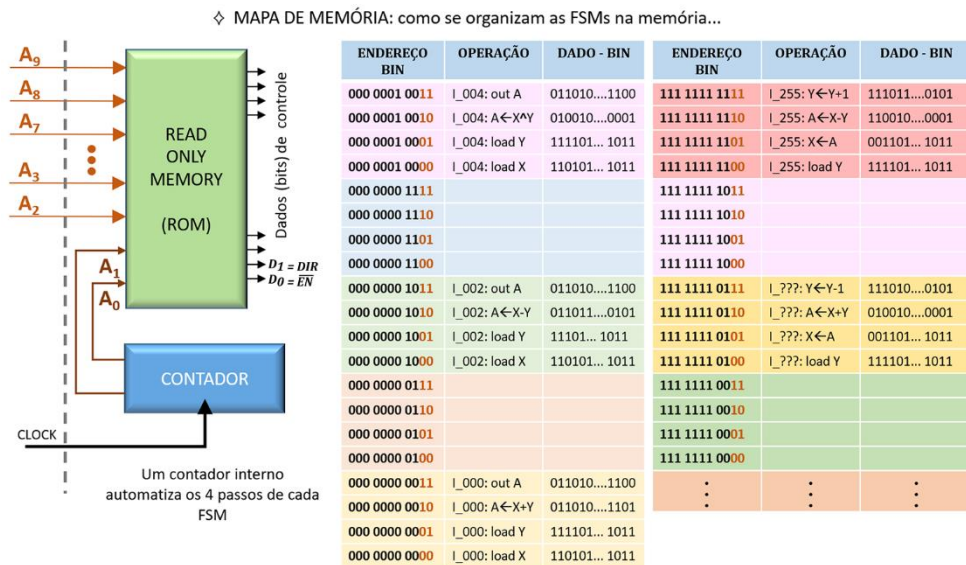 ✧ MAPA DE MEMÓRIA: como se organizam as FSMs na memória...
A9
A8
A7
A3
A2
A1
A0
READ
ONLY
MEMORY
(ROM)
Dados (bits) de controle
D1 = DIR
D0 = E̅N̅
CONTADOR
CLOCK
Um contador interno
automatiza os 4 passos de cada
FSM
ENDEREÇO BIN OPERAÇÃO DADO - BIN
000 0001 0011 I_004: out A 011010....1100
000 0001 0010 I_004: A←X^Y 010010....0001
000 0001 0001 I_004: load Y 111101... 1011
000 0001 0000 I_004: load X 110101... 1011
000 0000 1111
000 0000 1110
000 0000 1101
000 0000 1100
000 0000 1011 I_002: out A 011010....1100
000 0000 1010 I_002: A←X-Y 011011....0101
000 0000 1001 I_002: load Y 11101... 1011
000 0000 1000 I_002: load X 110101... 1011
000 0000 0111
000 0000 0110
000 0000 0101
000 0000 0100
000 0000 0011 I_000: out A 011010....1100
000 0000 0010 I_000: A←X+Y 011010....1101
000 0000 0001 I_000: load Y 111101... 1011
000 0000 0000 I_000: load X 110101... 1011
ENDEREÇO BIN OPERAÇÃO DADO - BIN
111 1111 1111 I_255: Y←Y+1 111011....0101
111 1111 1110 I_255: A←X-Y 110010....0001
111 1111 1101 I_255: X←A 001101... 1011
111 1111 1100 I_255: load Y 111101... 1011
111 1111 1011
111 1111 1010
111 1111 1001
111 1111 1000
111 1111 0111 I_???: Y←Y-1 111010....0101
111 1111 0110 I_???: A←X+Y 010010....0001
111 1111 0101 I_???: X←A 001101... 1011
111 1111 0100 I_???: load Y 111101... 1011
111 1111 0011
111 1111 0010
111 1111 0001
111 1111 0000